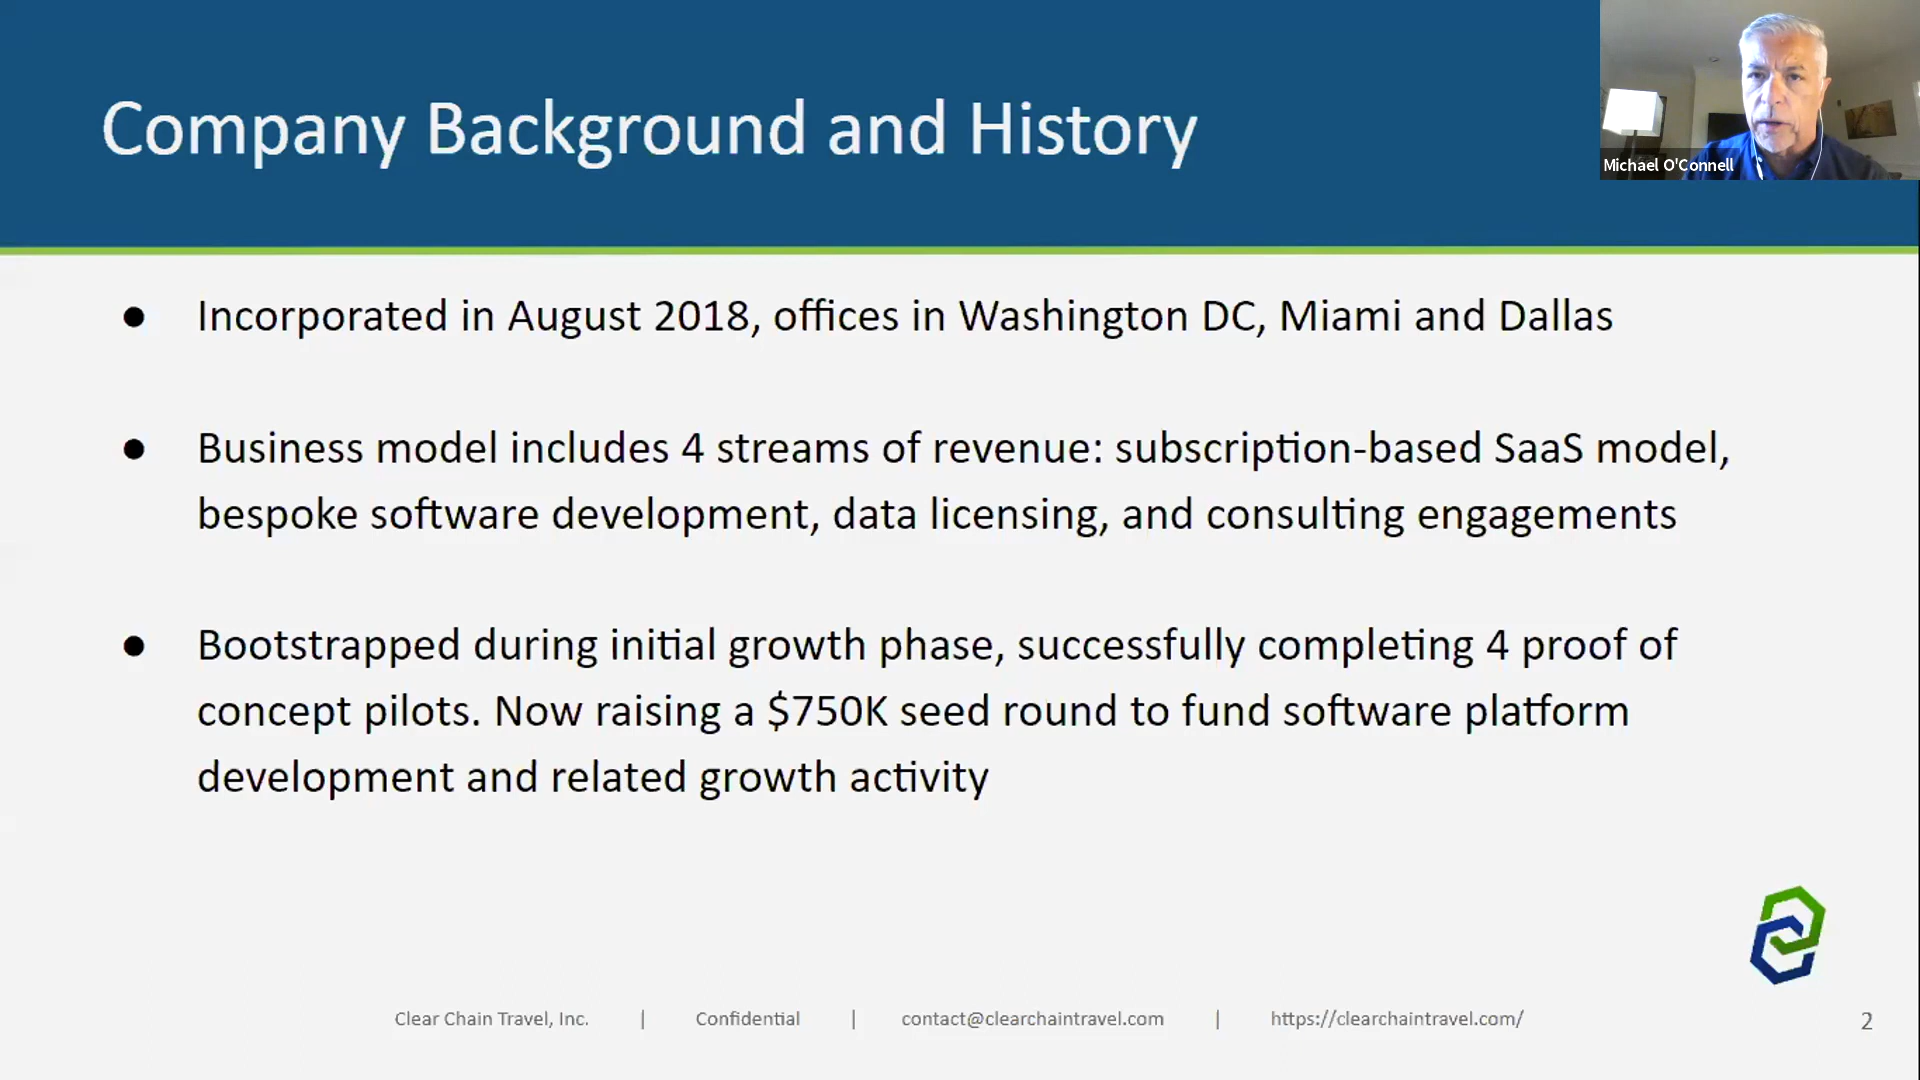 Company Background and History
Michael O'Connell
● Incorporated in August 2018, offices in Washington DC, Miami and Dallas
● Business model includes 4 streams of revenue: subscription-based SaaS model,
bespoke software development, data licensing, and consulting engagements
● Bootstrapped during initial growth phase, successfully completing 4 proof of
concept pilots. Now raising a $750K seed round to fund software platform
development and related growth activity
Clear Chain Travel, Inc. | Confidential | contact@clearchaintravel.com | https://clearchaintravel.com/ 2